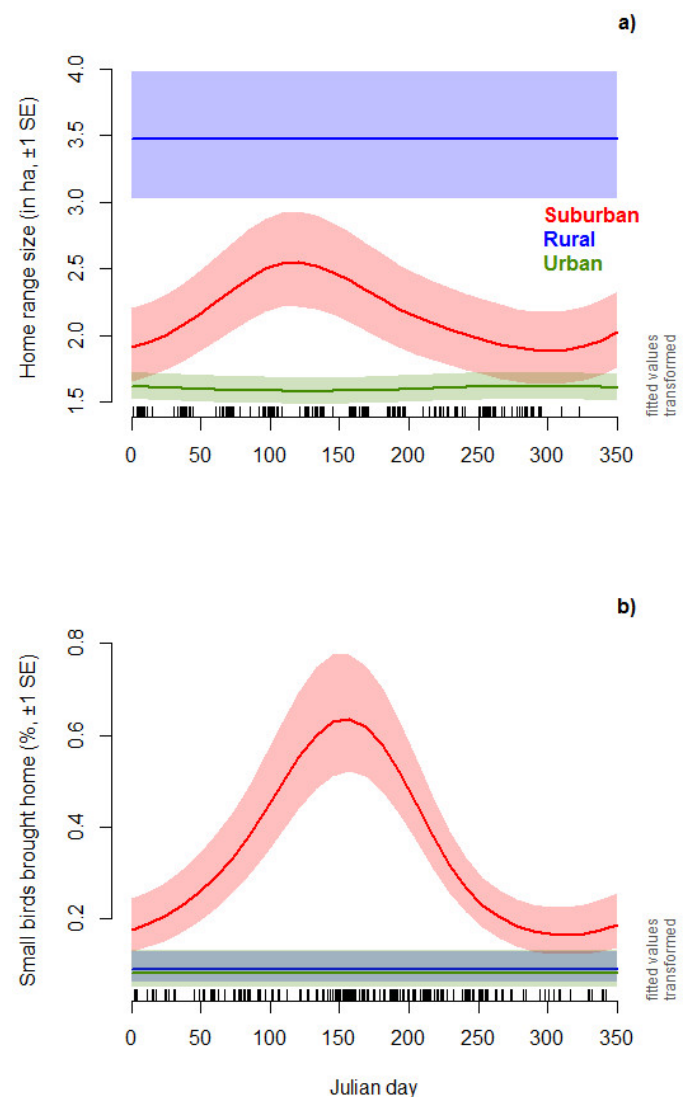 a)
Home range size (in ha, ±1 SE)
4.0
3.5
3.0
2.5
2.0
1.5
Suburban
Rural
Urban
fitted values
transformed
0 50 100 150 200 250 300 350
b)
Small birds brought home (%, ±1 SE)
0.8
0.6
0.4
0.2
fitted values
transformed
0 50 100 150 200 250 300 350
Julian day